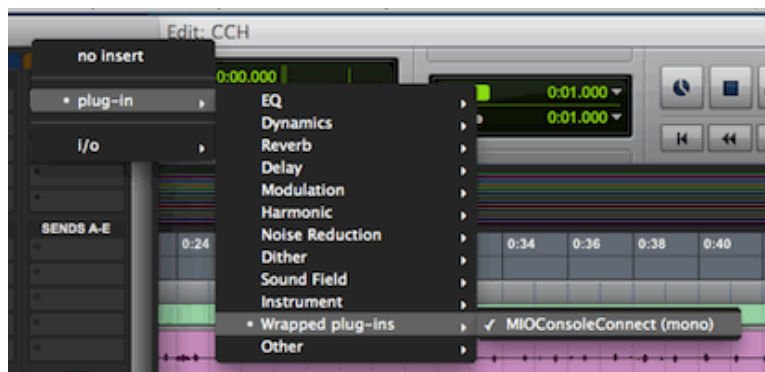 Edit: CCH
no insert
• plug-in
i/o
0:00.000
0:01.000
0:01.000
EQ
Dynamics
Reverb
Delay
Modulation
Harmonic
Noise Reduction
Dither
Sound Field
Instrument
• Wrapped plug-ins
Other
✓ MIOConsoleConnect (mono)
SENDS A-E
0:24
0:34
0:36
0:38
0:40